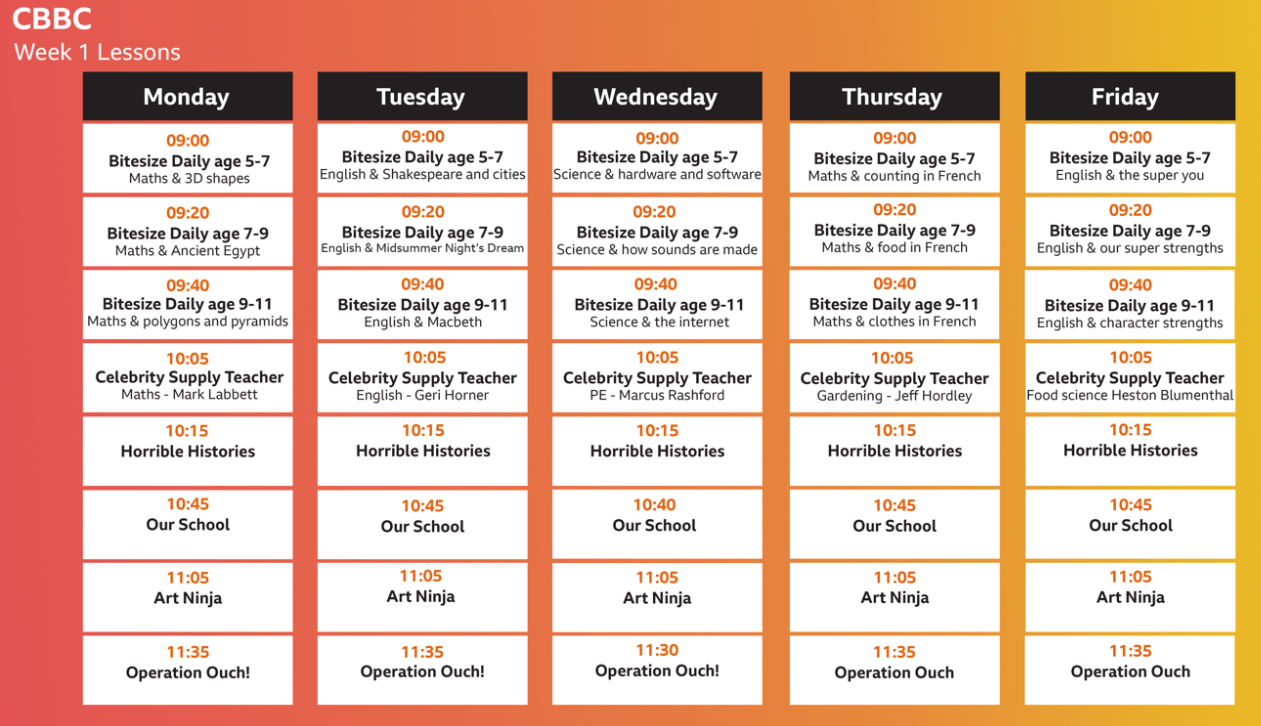 CBBC
Week 1 Lessons
Monday
09:00
Bitesize Daily age 5-7
Maths & 3D shapes
09:20
Bitesize Daily age 7-9
Maths & Ancient Egypt
09:40
Bitesize Daily age 9-11
Maths & polygons and pyramids
10:05
Celebrity Supply Teacher
Maths - Mark Labbett
10:15
Horrible Histories
10:45
Our School
11:05
Art Ninja
11:35
Operation Ouch!
Tuesday
09:00
Bitesize Daily age 5-7
English & Shakespeare and cities
09:20
Bitesize Daily age 7-9
English & Midsummer Night's Dream
09:40
Bitesize Daily age 9-11
English & Macbeth
10:05
Celebrity Supply Teacher
English - Geri Horner
10:15
Horrible Histories
10:45
Our School
11:05
Art Ninja
11:35
Operation Ouch!
Wednesday
09:00
Bitesize Daily age 5-7
Science & hardware and software
09:20
Bitesize Daily age 7-9
Science & how sounds are made
09:40
Bitesize Daily age 9-11
Science & the internet
10:05
Celebrity Supply Teacher
PE - Marcus Rashford
10:15
Horrible Histories
10:40
Our School
11:05
Art Ninja
11:30
Operation Ouch!
Thursday
09:00
Bitesize Daily age 5-7
Maths & counting in French
09:20
Bitesize Daily age 7-9
Maths & food in French
09:40
Bitesize Daily age 9-11
Maths & clothes in French
10:05
Celebrity Supply Teacher
Gardening - Jeff Hordley
10:15
Horrible Histories
10:45
Our School
11:05
Art Ninja
11:35
Operation Ouch
Friday
09:00
Bitesize Daily age 5-7
English & the super you
09:20
Bitesize Daily age 7-9
English & our super strengths
09:40
Bitesize Daily age 9-11
English & character strengths
10:05
Celebrity Supply Teacher
Food science Heston Blumenthal
10:15
Horrible Histories
10:45
Our School
11:05
Art Ninja
11:35
Operation Ouch